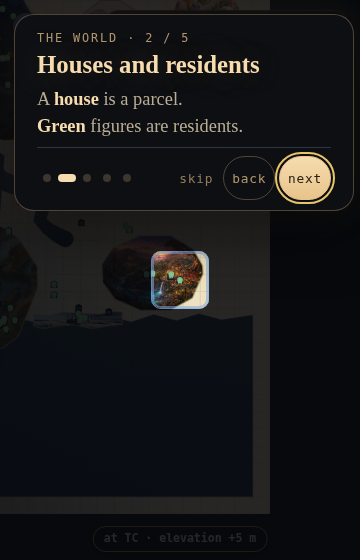 THE WORLD · 2 / 5
Houses and residents
A house is a parcel.
Green figures are residents.
skip back next
at TC · elevation +5 m